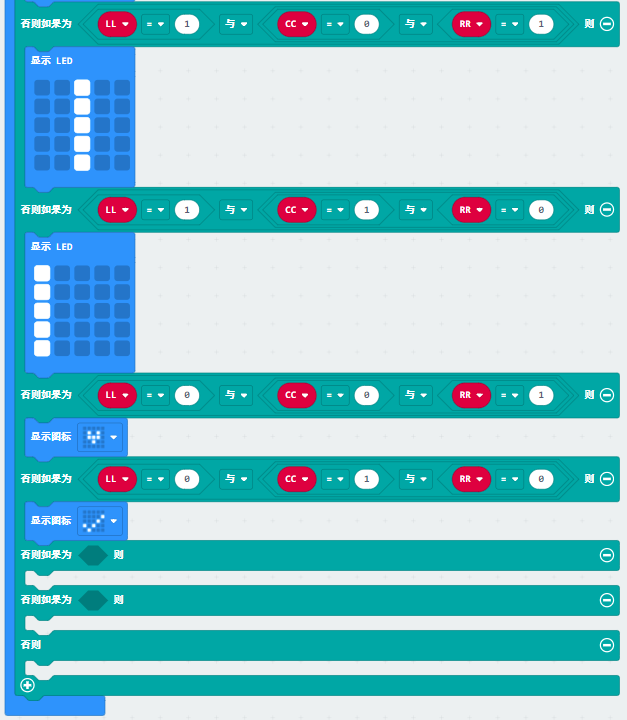 否则如果为 LL = 1 与 CC = 0 与 RR = 1 则
显示 LED
否则如果为 LL = 1 与 CC = 1 与 RR = 0 则
显示 LED
否则如果为 LL = 0 与 CC = 0 与 RR = 1 则
显示图标
否则如果为 LL = 0 与 CC = 1 与 RR = 0 则
显示图标
否则如果为 则
否则如果为 则
否则